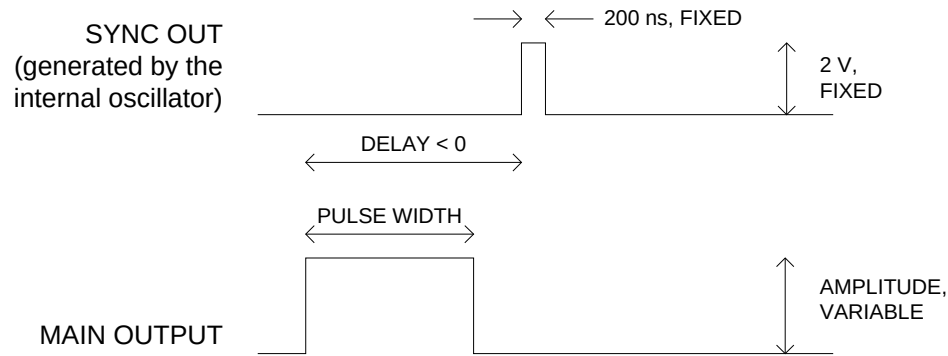 200 ns, FIXED
SYNC OUT
(generated by the
internal oscillator)
2 V,
FIXED
DELAY < 0
PULSE WIDTH
AMPLITUDE,
VARIABLE
MAIN OUTPUT